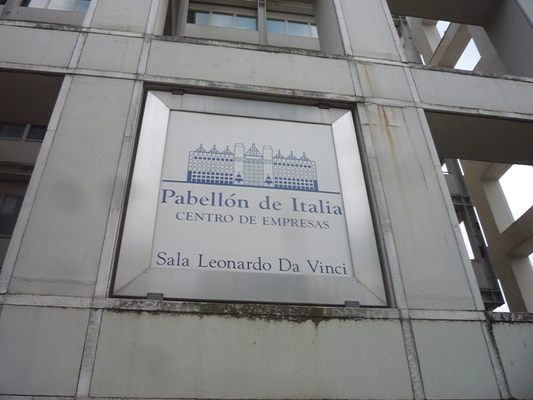 Pabellón de Italia
CENTRO DE EMPRESAS
Sala Leonardo Da Vinci